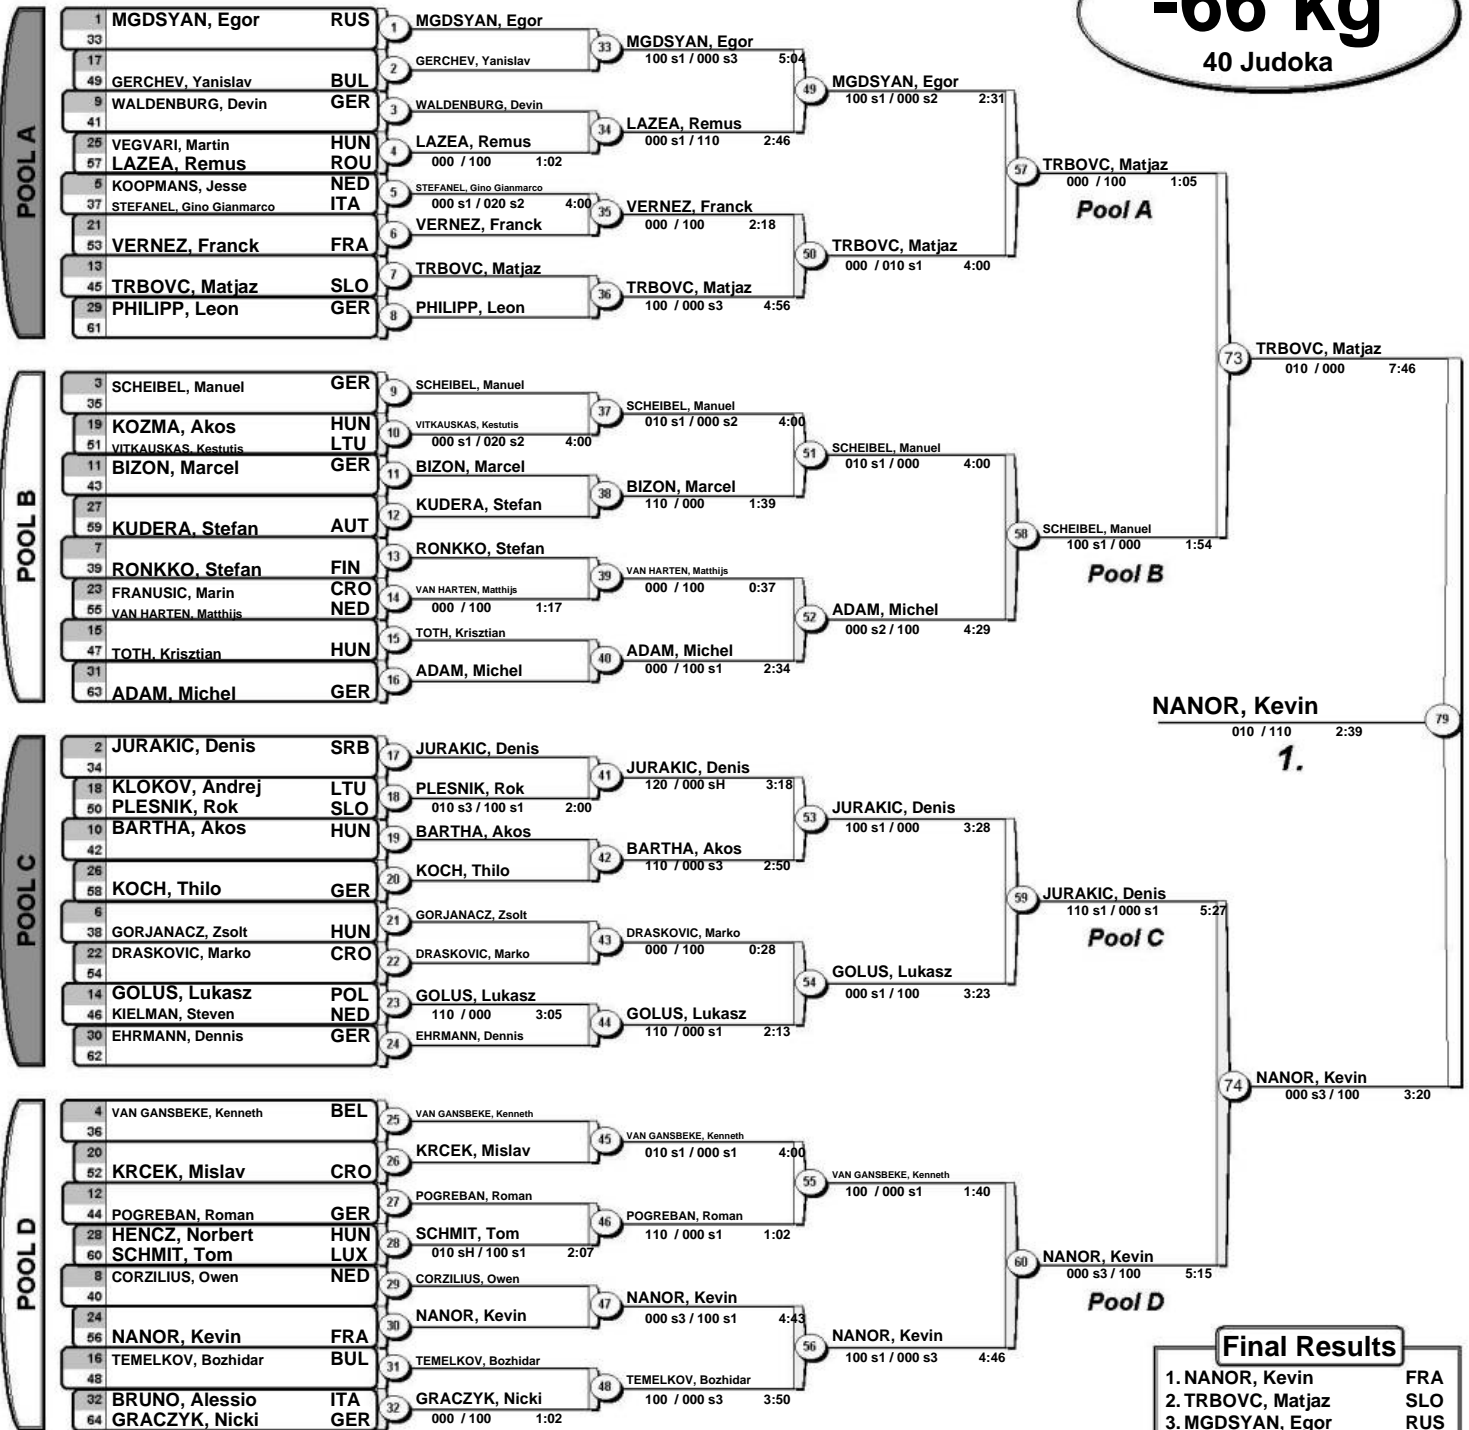 -66 kg
40 Judoka
POOL A
1 MGDSYAN, Egor RUS
33
17
49 GERCHEV, Yanislav BUL
9 WALDENBURG, Devin GER
41
25 VEGVARI, Martin HUN
57 LAZEA, Remus ROU
5 KOOPMANS, Jesse NED
37 STEFANEL, Gino Gianmarco ITA
21
53 VERNEZ, Franck FRA
13
45 TRBOVC, Matjaz SLO
29 PHILIPP, Leon GER
61
1 MGDSYAN, Egor
2 GERCHEV, Yanislav
3 WALDENBURG, Devin
4 LAZEA, Remus
000 / 100 1:02
5 STEFANEL, Gino Gianmarco
000 s1 / 020 s2 4:00
6 VERNEZ, Franck
7 TRBOVC, Matjaz
8 PHILIPP, Leon
33 MGDSYAN, Egor
100 s1 / 000 s3 5:04
34 LAZEA, Remus
000 s1 / 110 2:46
35 VERNEZ, Franck
000 / 100 2:18
36 TRBOVC, Matjaz
100 / 000 s3 4:56
49 MGDSYAN, Egor
100 s1 / 000 s2 2:31
50 TRBOVC, Matjaz
000 / 010 s1 4:00
57 TRBOVC, Matjaz
000 / 100 1:05
Pool A
POOL B
3 SCHEIBEL, Manuel GER
35
19 KOZMA, Akos HUN
51 VITKAUSKAS, Kestutis LTU
11 BIZON, Marcel GER
43
27
59 KUDERA, Stefan AUT
7
39 RONKKO, Stefan FIN
23 FRANUSIC, Marin CRO
55 VAN HARTEN, Matthijs NED
15
47 TOTH, Krisztian HUN
31
63 ADAM, Michel GER
9 SCHEIBEL, Manuel
10 VITKAUSKAS, Kestutis
000 s1 / 020 s2 4:00
11 BIZON, Marcel
12 KUDERA, Stefan
13 RONKKO, Stefan
14 VAN HARTEN, Matthijs
000 / 100 1:17
15 TOTH, Krisztian
16 ADAM, Michel
37 SCHEIBEL, Manuel
010 s1 / 000 s2 4:00
38 BIZON, Marcel
110 / 000 1:39
39 VAN HARTEN, Matthijs
000 / 100 0:37
40 ADAM, Michel
000 / 100 s1 2:34
51 SCHEIBEL, Manuel
010 s1 / 000 4:00
52 ADAM, Michel
000 s2 / 100 4:29
58 SCHEIBEL, Manuel
100 s1 / 000 1:54
Pool B
73 TRBOVC, Matjaz
010 / 000 7:46
NANOR, Kevin 79
010 / 110 2:39
1.
POOL C
2 JURAKIC, Denis SRB
34
18 KLOKOV, Andrej LTU
50 PLESNIK, Rok SLO
10 BARTHA, Akos HUN
42
26
58 KOCH, Thilo GER
6
38 GORJANACZ, Zsolt HUN
22 DRASKOVIC, Marko CRO
54
14 GOLUS, Lukasz POL
46 KIELMAN, Steven NED
30 EHRMANN, Dennis GER
62
17 JURAKIC, Denis
18 PLESNIK, Rok
010 s3 / 100 s1 2:00
19 BARTHA, Akos
20 KOCH, Thilo
21 GORJANACZ, Zsolt
22 DRASKOVIC, Marko
23 GOLUS, Lukasz
110 / 000 3:05
24 EHRMANN, Dennis
41 JURAKIC, Denis
120 / 000 sH 3:18
42 BARTHA, Akos
110 / 000 s3 2:50
43 DRASKOVIC, Marko
000 / 100 0:28
44 GOLUS, Lukasz
110 / 000 s1 2:13
53 JURAKIC, Denis
100 s1 / 000 3:28
54 GOLUS, Lukasz
000 s1 / 100 3:23
59 JURAKIC, Denis
110 s1 / 000 s1 5:27
Pool C
POOL D
4 VAN GANSBEKE, Kenneth BEL
36
20
52 KRCEK, Mislav CRO
12
44 POGREBAN, Roman GER
28 HENCZ, Norbert HUN
60 SCHMIT, Tom LUX
8 CORZILIUS, Owen NED
40
24
56 NANOR, Kevin FRA
16 TEMELKOV, Bozhidar BUL
48
32 BRUNO, Alessio ITA
64 GRACZYK, Nicki GER
25 VAN GANSBEKE, Kenneth
26 KRCEK, Mislav
27 POGREBAN, Roman
28 SCHMIT, Tom
010 sH / 100 s1 2:07
29 CORZILIUS, Owen
30 NANOR, Kevin
31 TEMELKOV, Bozhidar
32 GRACZYK, Nicki
000 / 100 1:02
45 VAN GANSBEKE, Kenneth
010 s1 / 000 s1 4:00
46 POGREBAN, Roman
110 / 000 s1 1:02
47 NANOR, Kevin
000 s3 / 100 s1 4:43
48 TEMELKOV, Bozhidar
100 / 000 s3 3:50
55 VAN GANSBEKE, Kenneth
100 / 000 s1 1:40
56 NANOR, Kevin
100 s1 / 000 s3 4:46
60 NANOR, Kevin
000 s3 / 100 5:15
Pool D
74 NANOR, Kevin
000 s3 / 100 3:20
Final Results
1. NANOR, Kevin FRA
2. TRBOVC, Matjaz SLO
3. MGDSYAN, Egor RUS